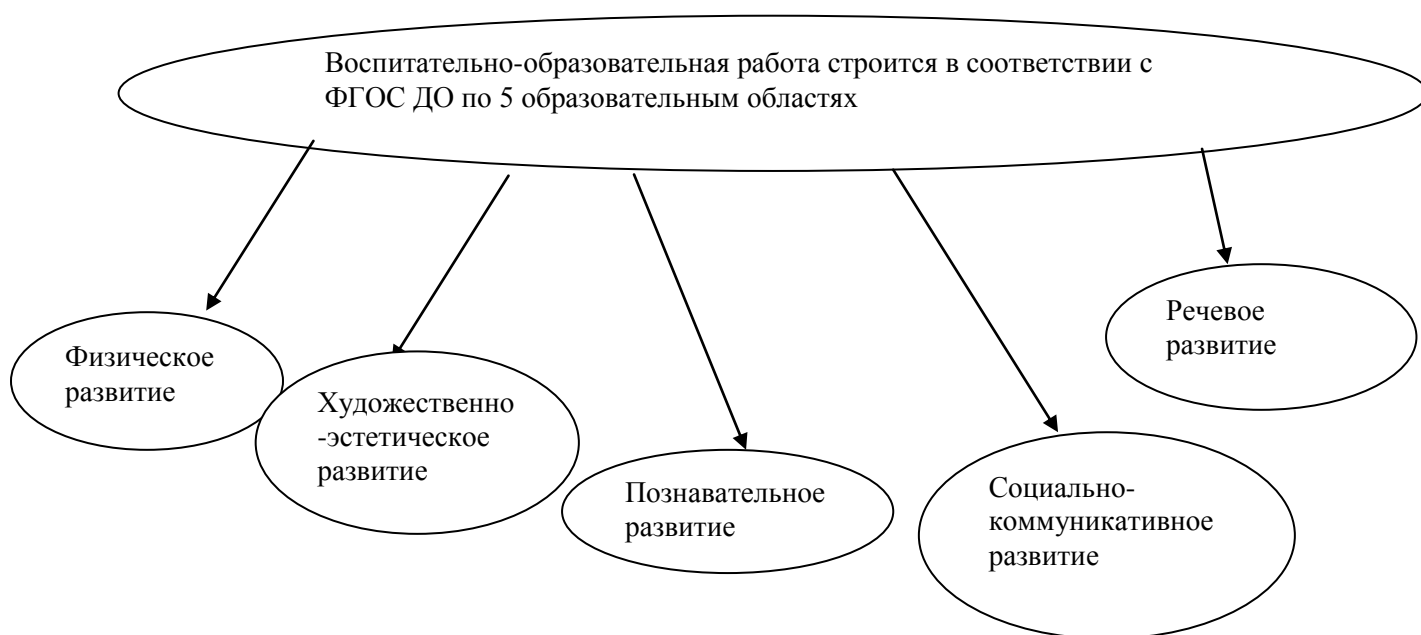 Воспитательно-образовательная работа строится в соответствии с
ФГОС ДО по 5 образовательным областях
Физическое
развитие
Художественно
-эстетическое
развитие
Познавательное
развитие
Социально-
коммуникативное
развитие
Речевое
развитие